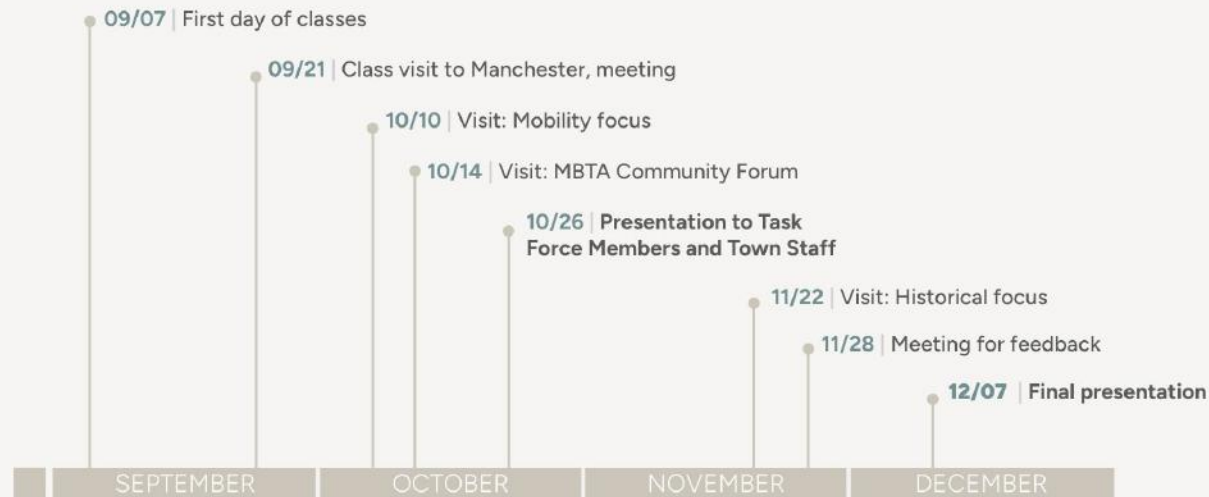 09/07 | First day of classes
09/21 | Class visit to Manchester, meeting
10/10 | Visit: Mobility focus
10/14 | Visit: MBTA Community Forum
10/26 | Presentation to Task
Force Members and Town Staff
11/22 | Visit: Historical focus
11/28 | Meeting for feedback
12/07 | Final presentation
SEPTEMBER OCTOBER NOVEMBER DECEMBER